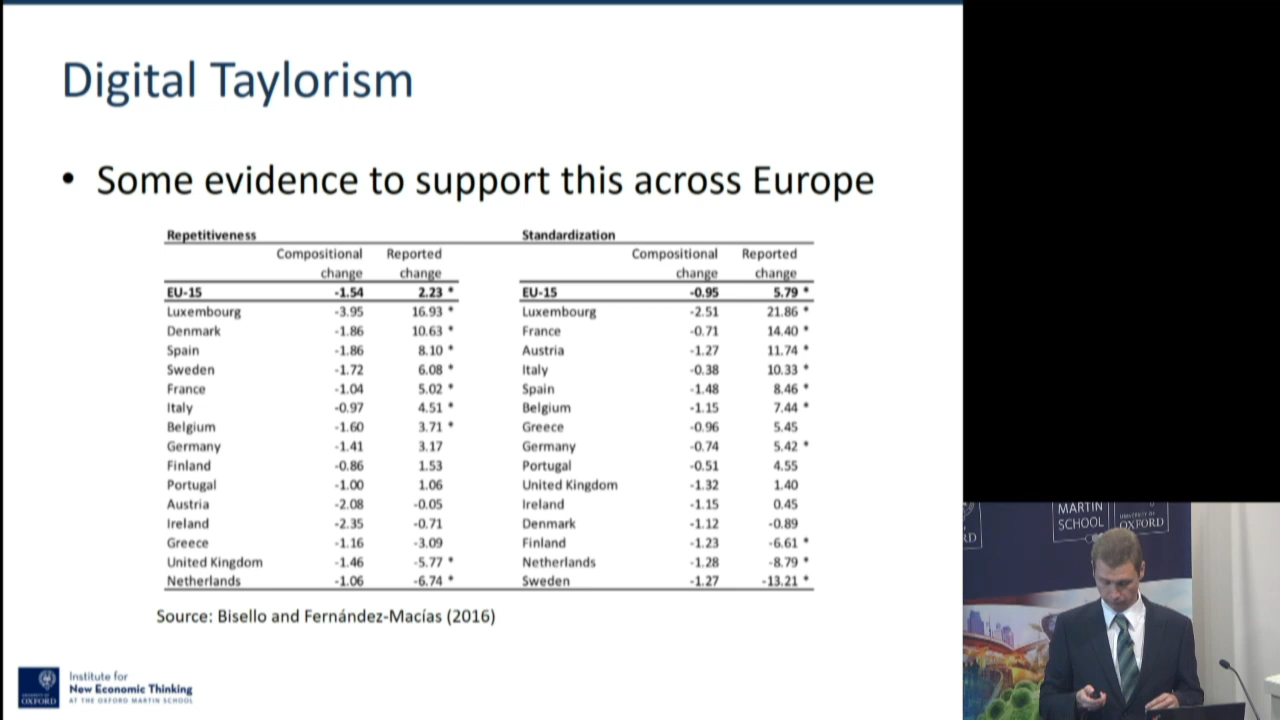 Digital Taylorism
• Some evidence to support this across Europe
Repetitiveness
Compositional change Reported change
EU-15 -1.54 2.23 *
Luxembourg -3.95 16.93 *
Denmark -1.86 10.63 *
Spain -1.86 8.10 *
Sweden -1.72 6.08 *
France -1.04 5.02 *
Italy -0.97 4.51 *
Belgium -1.60 3.71 *
Germany -1.41 3.17
Finland -0.86 1.53
Portugal -1.00 1.06
Austria -2.08 -0.05
Ireland -2.35 -0.71
Greece -1.16 -3.09
United Kingdom -1.46 -5.77 *
Netherlands -1.06 -6.74 *
Standardization
Compositional change Reported change
EU-15 -0.95 5.79 *
Luxembourg -2.51 21.86 *
France -0.71 14.40 *
Austria -1.27 11.74 *
Italy -0.38 10.33 *
Spain -1.48 8.46 *
Belgium -1.15 7.44 *
Greece -0.96 5.45
Germany -0.74 5.42 *
Portugal -0.51 4.55
United Kingdom -1.32 1.40
Ireland -1.15 0.45
Denmark -1.12 -0.89
Finland -1.23 -6.61 *
Netherlands -1.28 -8.79 *
Sweden -1.27 -13.21 *
Source: Bisello and Fernández-Macías (2016)
UNIVERSITY OF
OXFORD
Institute for
New Economic Thinking
AT THE OXFORD MARTIN SCHOOL
MARTIN
SCHOOL
UNIVERSITY OF
OXFORD
RD